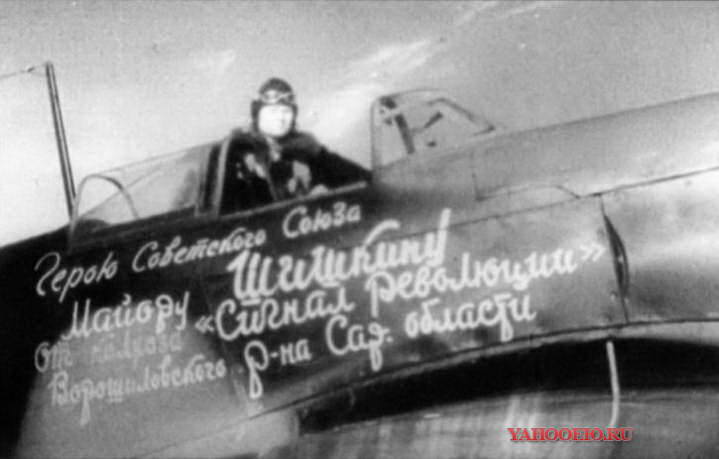 Герою Советского Союза
Майору Шишкину
От колхоза «Сигнал революции»
Ворошиловского р-на Сар. области
YAHOOEIO.RU